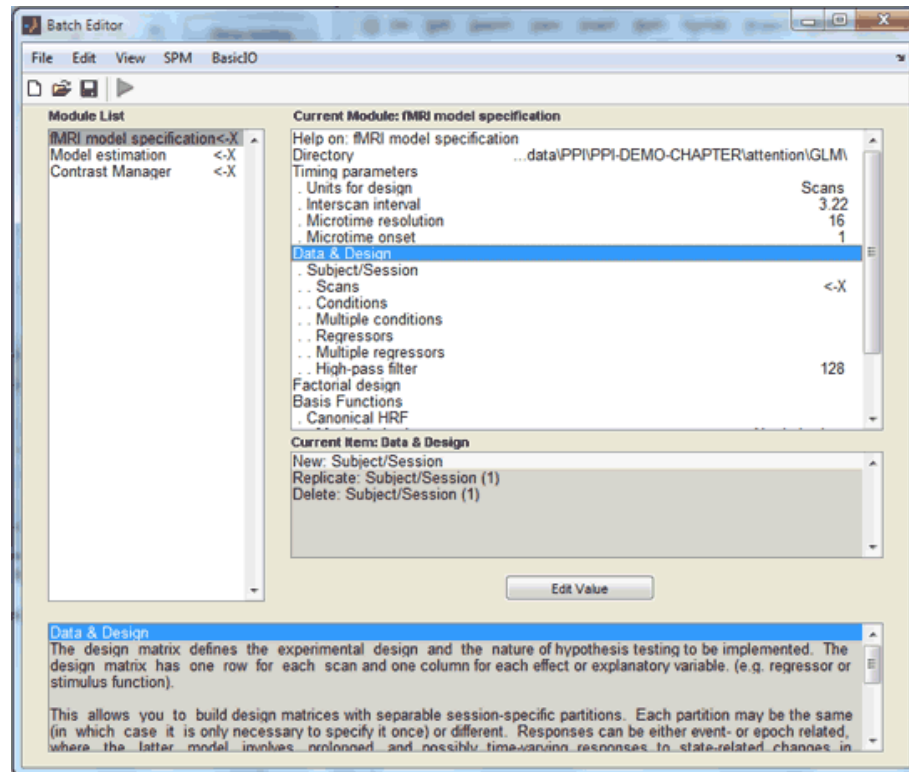 Batch Editor
File Edit View SPM BasicIO
Module List
fMRI model specification<-X
Model estimation <-X
Contrast Manager <-X
Current Module: fMRI model specification
Help on: fMRI model specification
Directory ...data\PPI\PPI-DEMO-CHAPTER\attention\GLM\
Timing parameters
. Units for design Scans
. Interscan interval 3.22
. Microtime resolution 16
. Microtime onset 1
Data & Design
. Subject/Session
. . Scans <-X
. . Conditions
. . Multiple conditions
. . Regressors
. . Multiple regressors
. . High-pass filter 128
Factorial design
Basis Functions
. Canonical HRF
Current Item: Data & Design
New: Subject/Session
Replicate: Subject/Session (1)
Delete: Subject/Session (1)
Edit Value
Data & Design
The design matrix defines the experimental design and the nature of hypothesis testing to be implemented. The
design matrix has one row for each scan and one column for each effect or explanatory variable. (e.g. regressor or
stimulus function).
This allows you to build design matrices with separable session-specific partitions. Each partition may be the same
(in which case it is only necessary to specify it once) or different. Responses can be either event- or epoch related,
where the latter model involves prolonged and possibly time-varying responses to state-related changes in